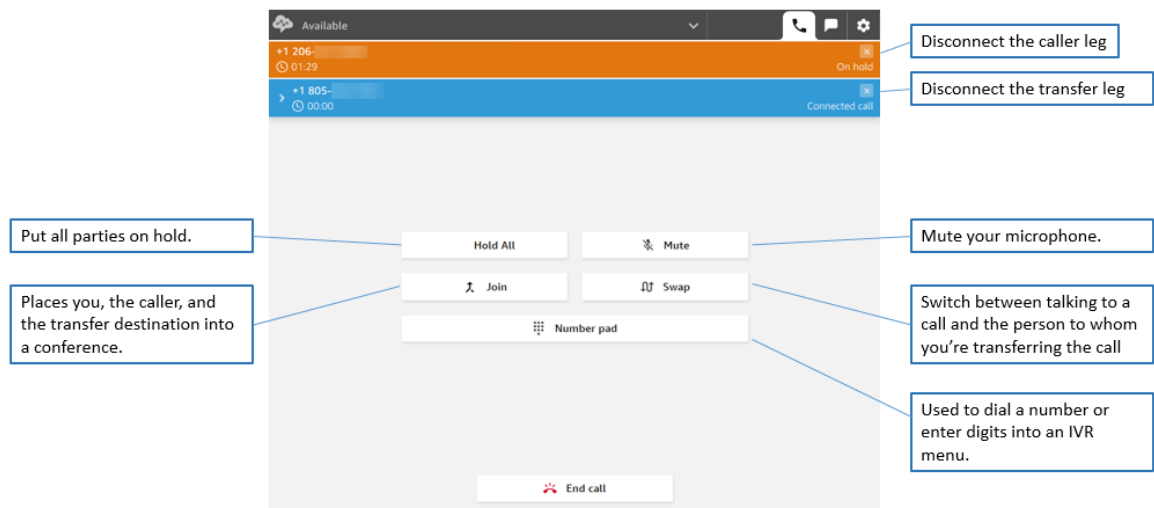 Available
+1 206-
01:29
On hold
+1 805-
00:00
Connected call
Disconnect the caller leg
Disconnect the transfer leg
Put all parties on hold.
Hold All
Mute
Mute your microphone.
Places you, the caller, and
the transfer destination into
a conference.
Join
Swap
Switch between talking to a
call and the person to whom
you’re transferring the call
Number pad
Used to dial a number or
enter digits into an IVR
menu.
End call